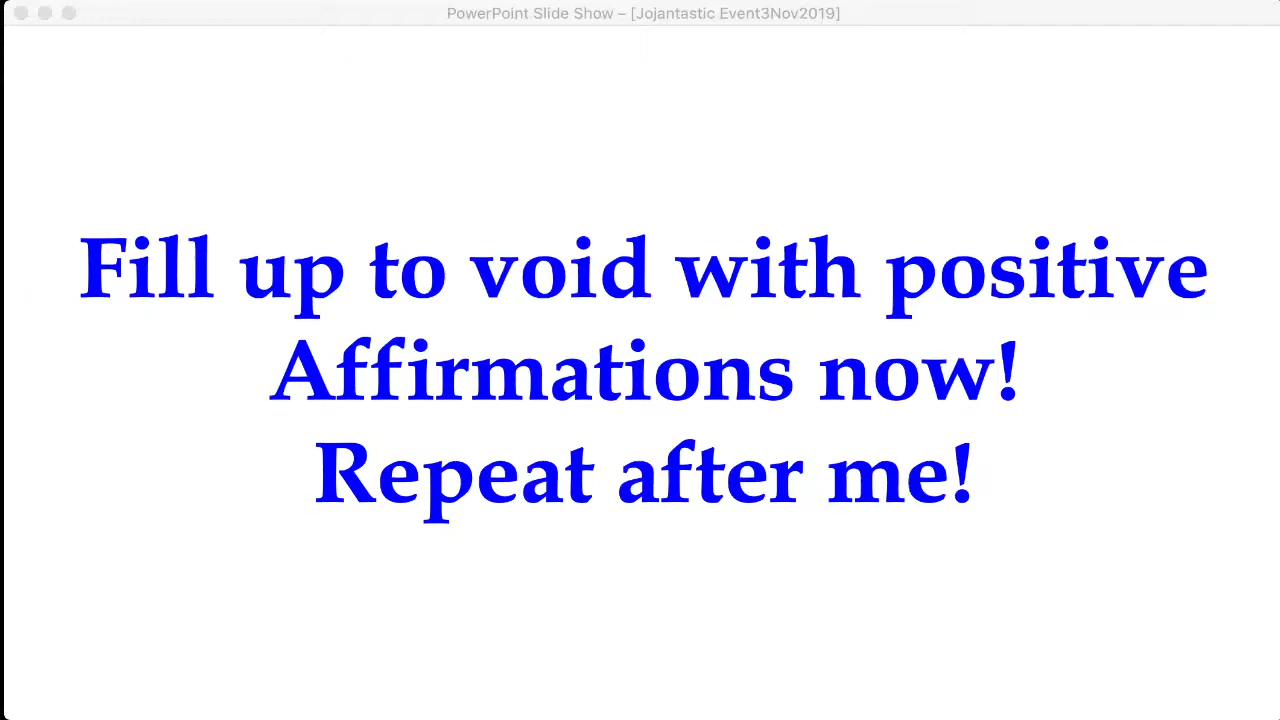 PowerPoint Slide Show – [Jojantastic Event3Nov2019]
Fill up to void with positive
Affirmations now!
Repeat after me!